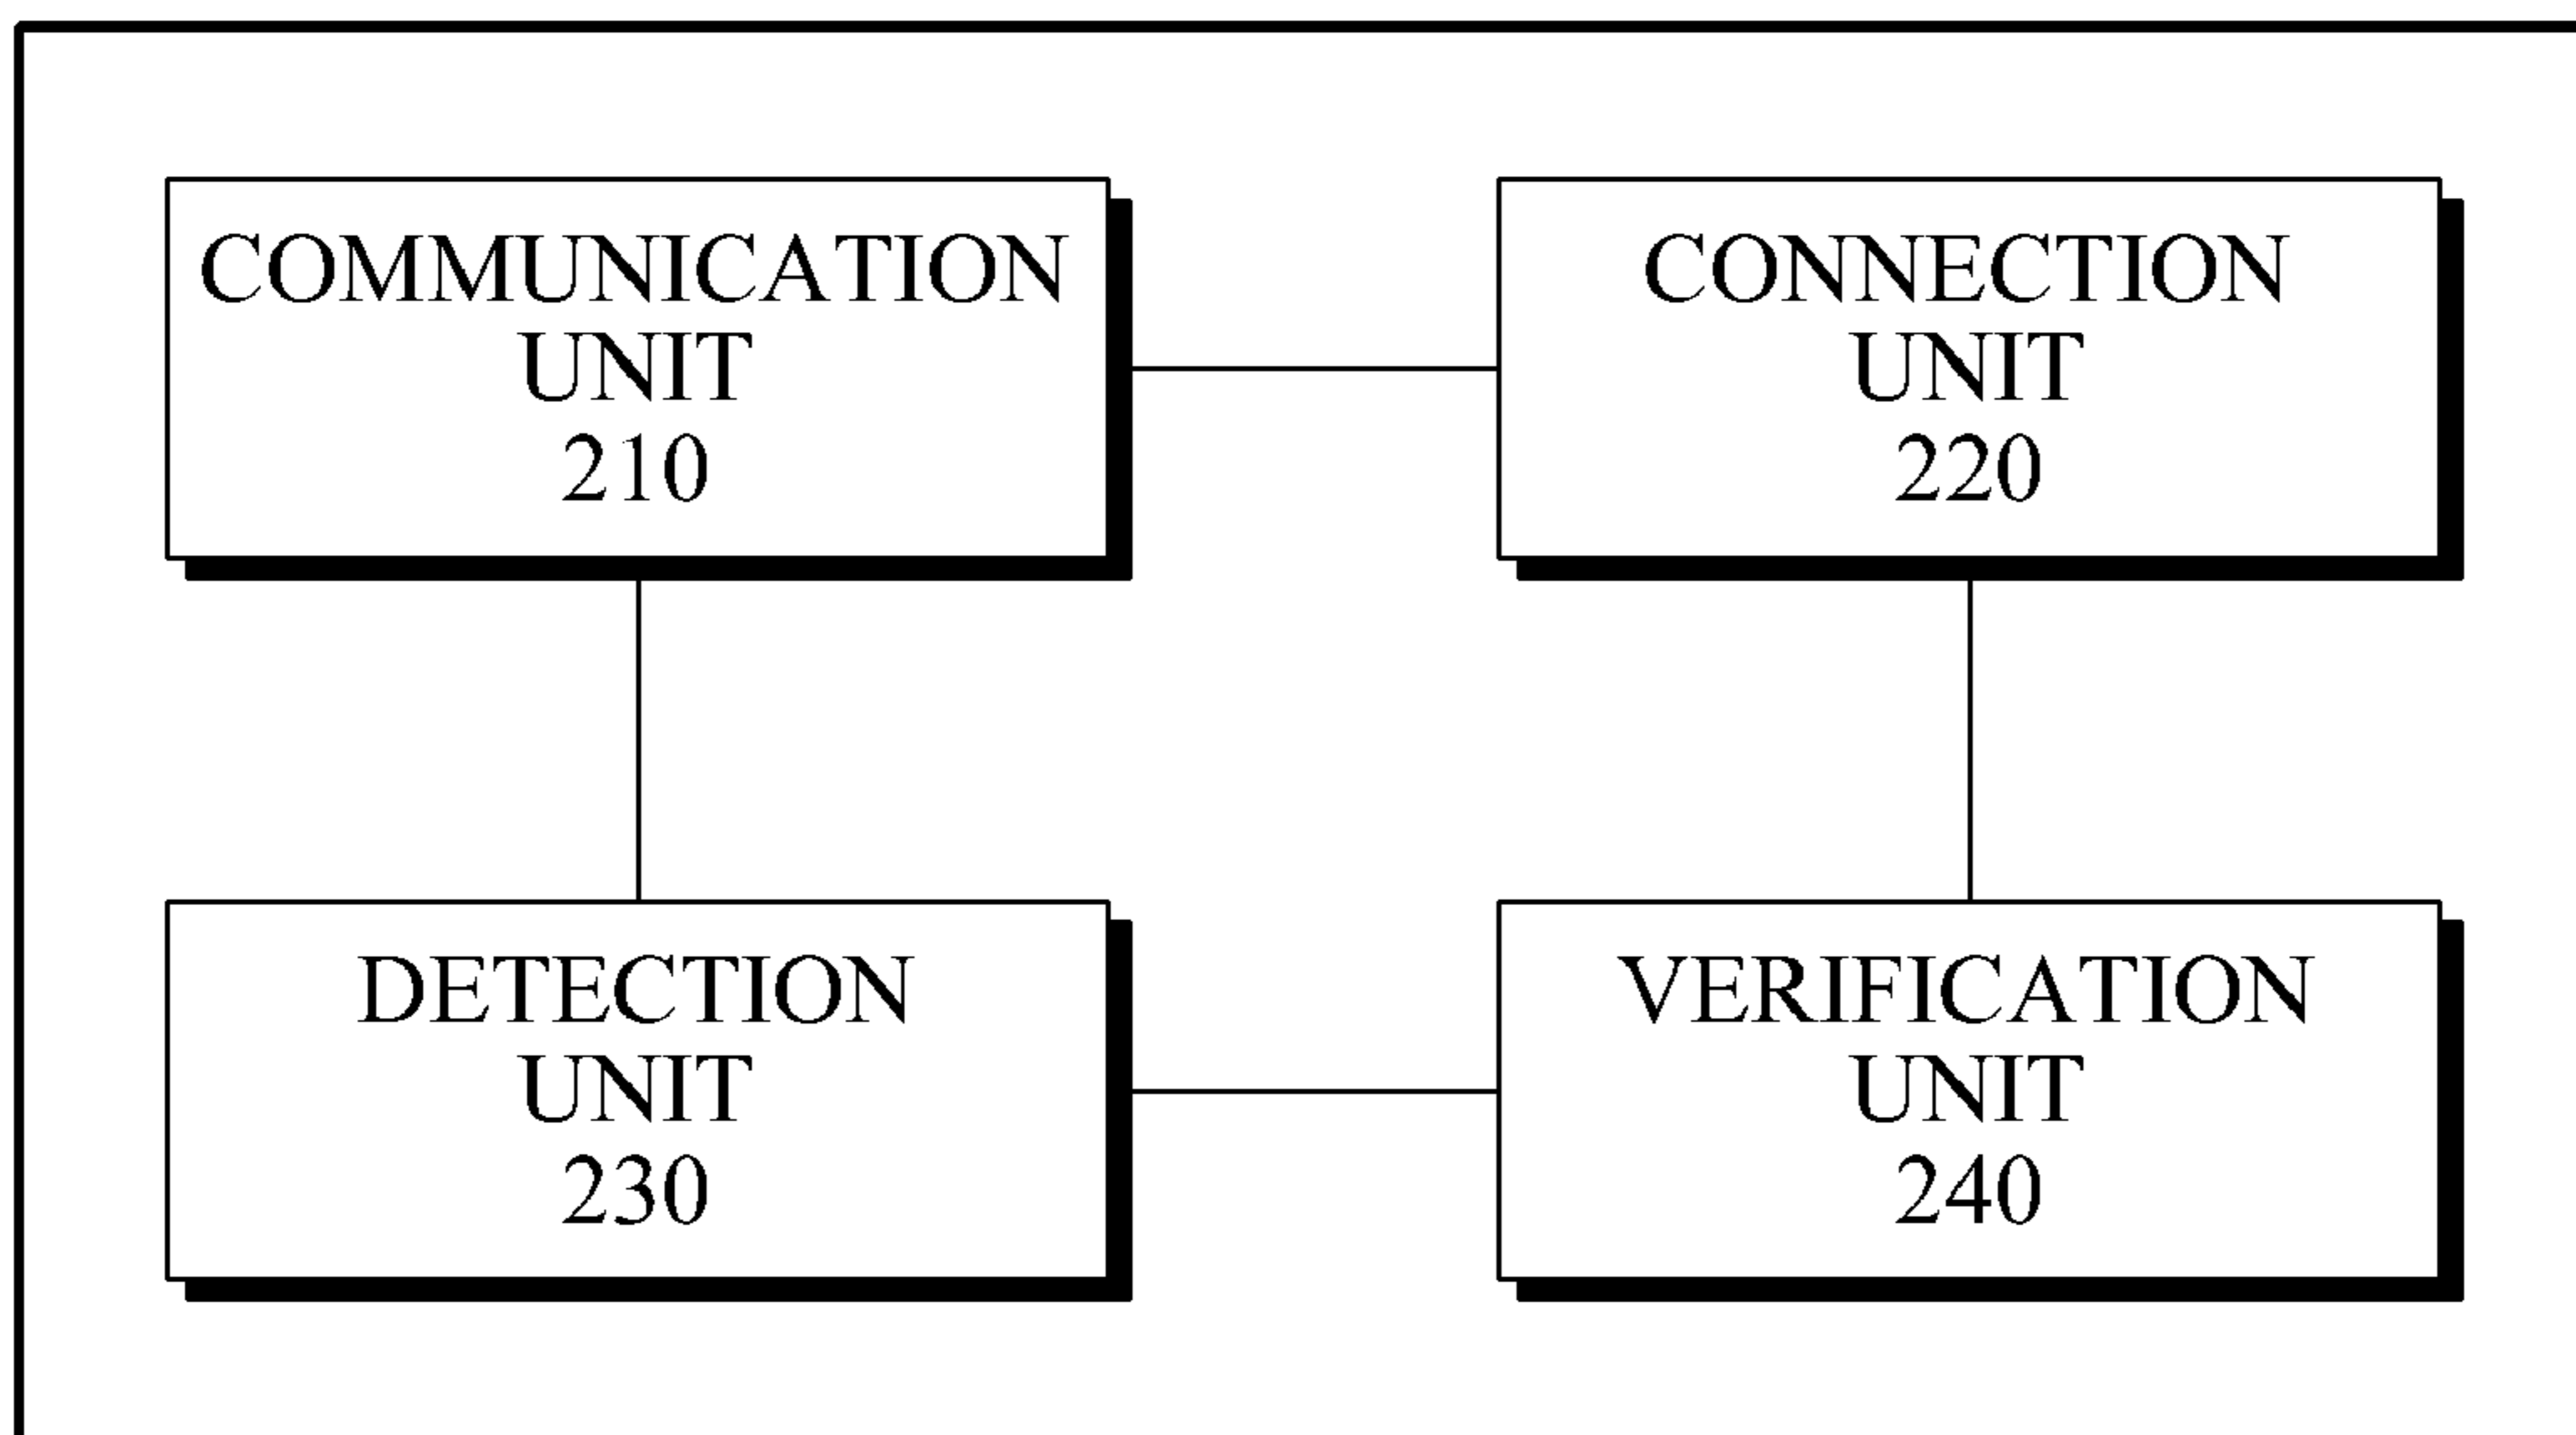 COMMUNICATION
UNIT
210
CONNECTION
UNIT
220
DETECTION
UNIT
230
VERIFICATION
UNIT
240